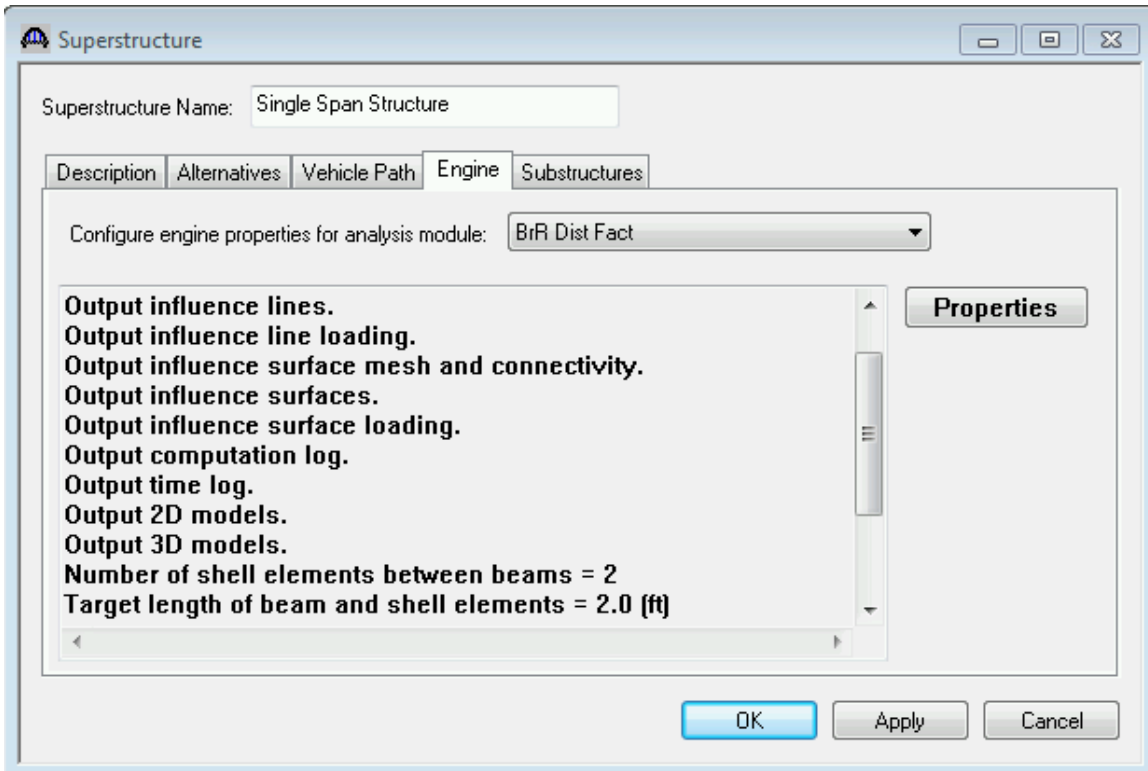 Superstructure
Superstructure Name: Single Span Structure
Description Alternatives Vehicle Path Engine Substructures
Configure engine properties for analysis module: BrR Dist Fact
Output influence lines.
Properties
Output influence line loading.
Output influence surface mesh and connectivity.
Output influence surfaces.
Output influence surface loading.
Output computation log.
Output time log.
Output 2D models.
Output 3D models.
Number of shell elements between beams = 2
Target length of beam and shell elements = 2.0 (ft)
OK Apply Cancel